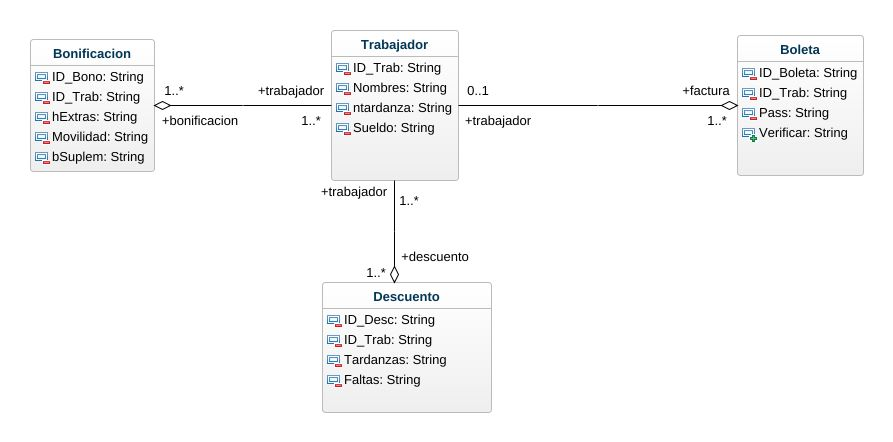 Bonificacion
ID_Bono: String
ID_Trab: String
hExtras: String
Movilidad: String
bSuplem: String
1..*
+bonificacion
+trabajador
1..*
Trabajador
ID_Trab: String
Nombres: String
ntardanza: String
Sueldo: String
0..1
+trabajador
+factura
1..*
Boleta
ID_Boleta: String
ID_Trab: String
Pass: String
Verificar: String
+trabajador
1..*
+descuento
1..*
Descuento
ID_Desc: String
ID_Trab: String
Tardanzas: String
Faltas: String